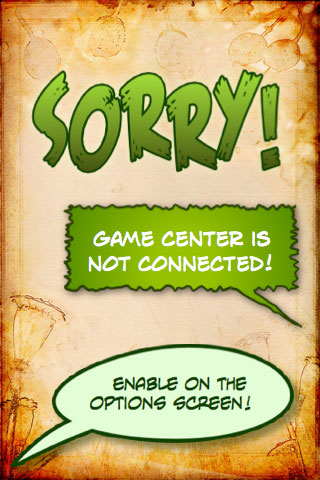 SORRY!
GAME CENTER IS
NOT CONNECTED!
ENABLE ON THE
OPTIONS SCREEN!